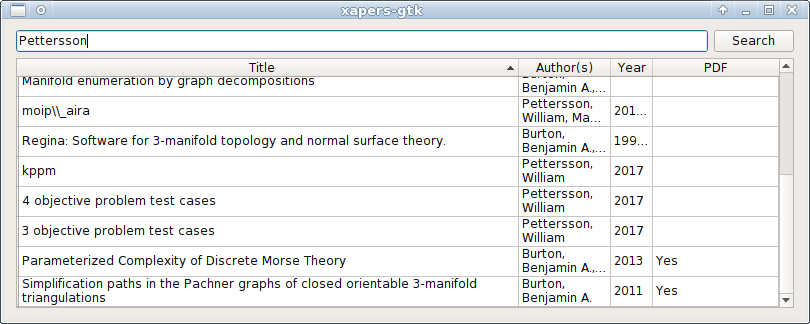 xapers-gtk
Pettersson
Search
Title
Author(s)
Year
PDF
Manifold enumeration by graph decompositions
Benjamin A.,...
moip\\_aira
Pettersson,
William, Ma...
201...
Regina: Software for 3-manifold topology and normal surface theory.
Burton,
Benjamin A.,...
199...
kppm
Pettersson,
William
2017
4 objective problem test cases
Pettersson,
William
2017
3 objective problem test cases
Pettersson,
William
2017
Parameterized Complexity of Discrete Morse Theory
Burton,
Benjamin A.,...
2013
Yes
Simplification paths in the Pachner graphs of closed orientable 3-manifold
triangulations
Burton,
Benjamin A.
2011
Yes